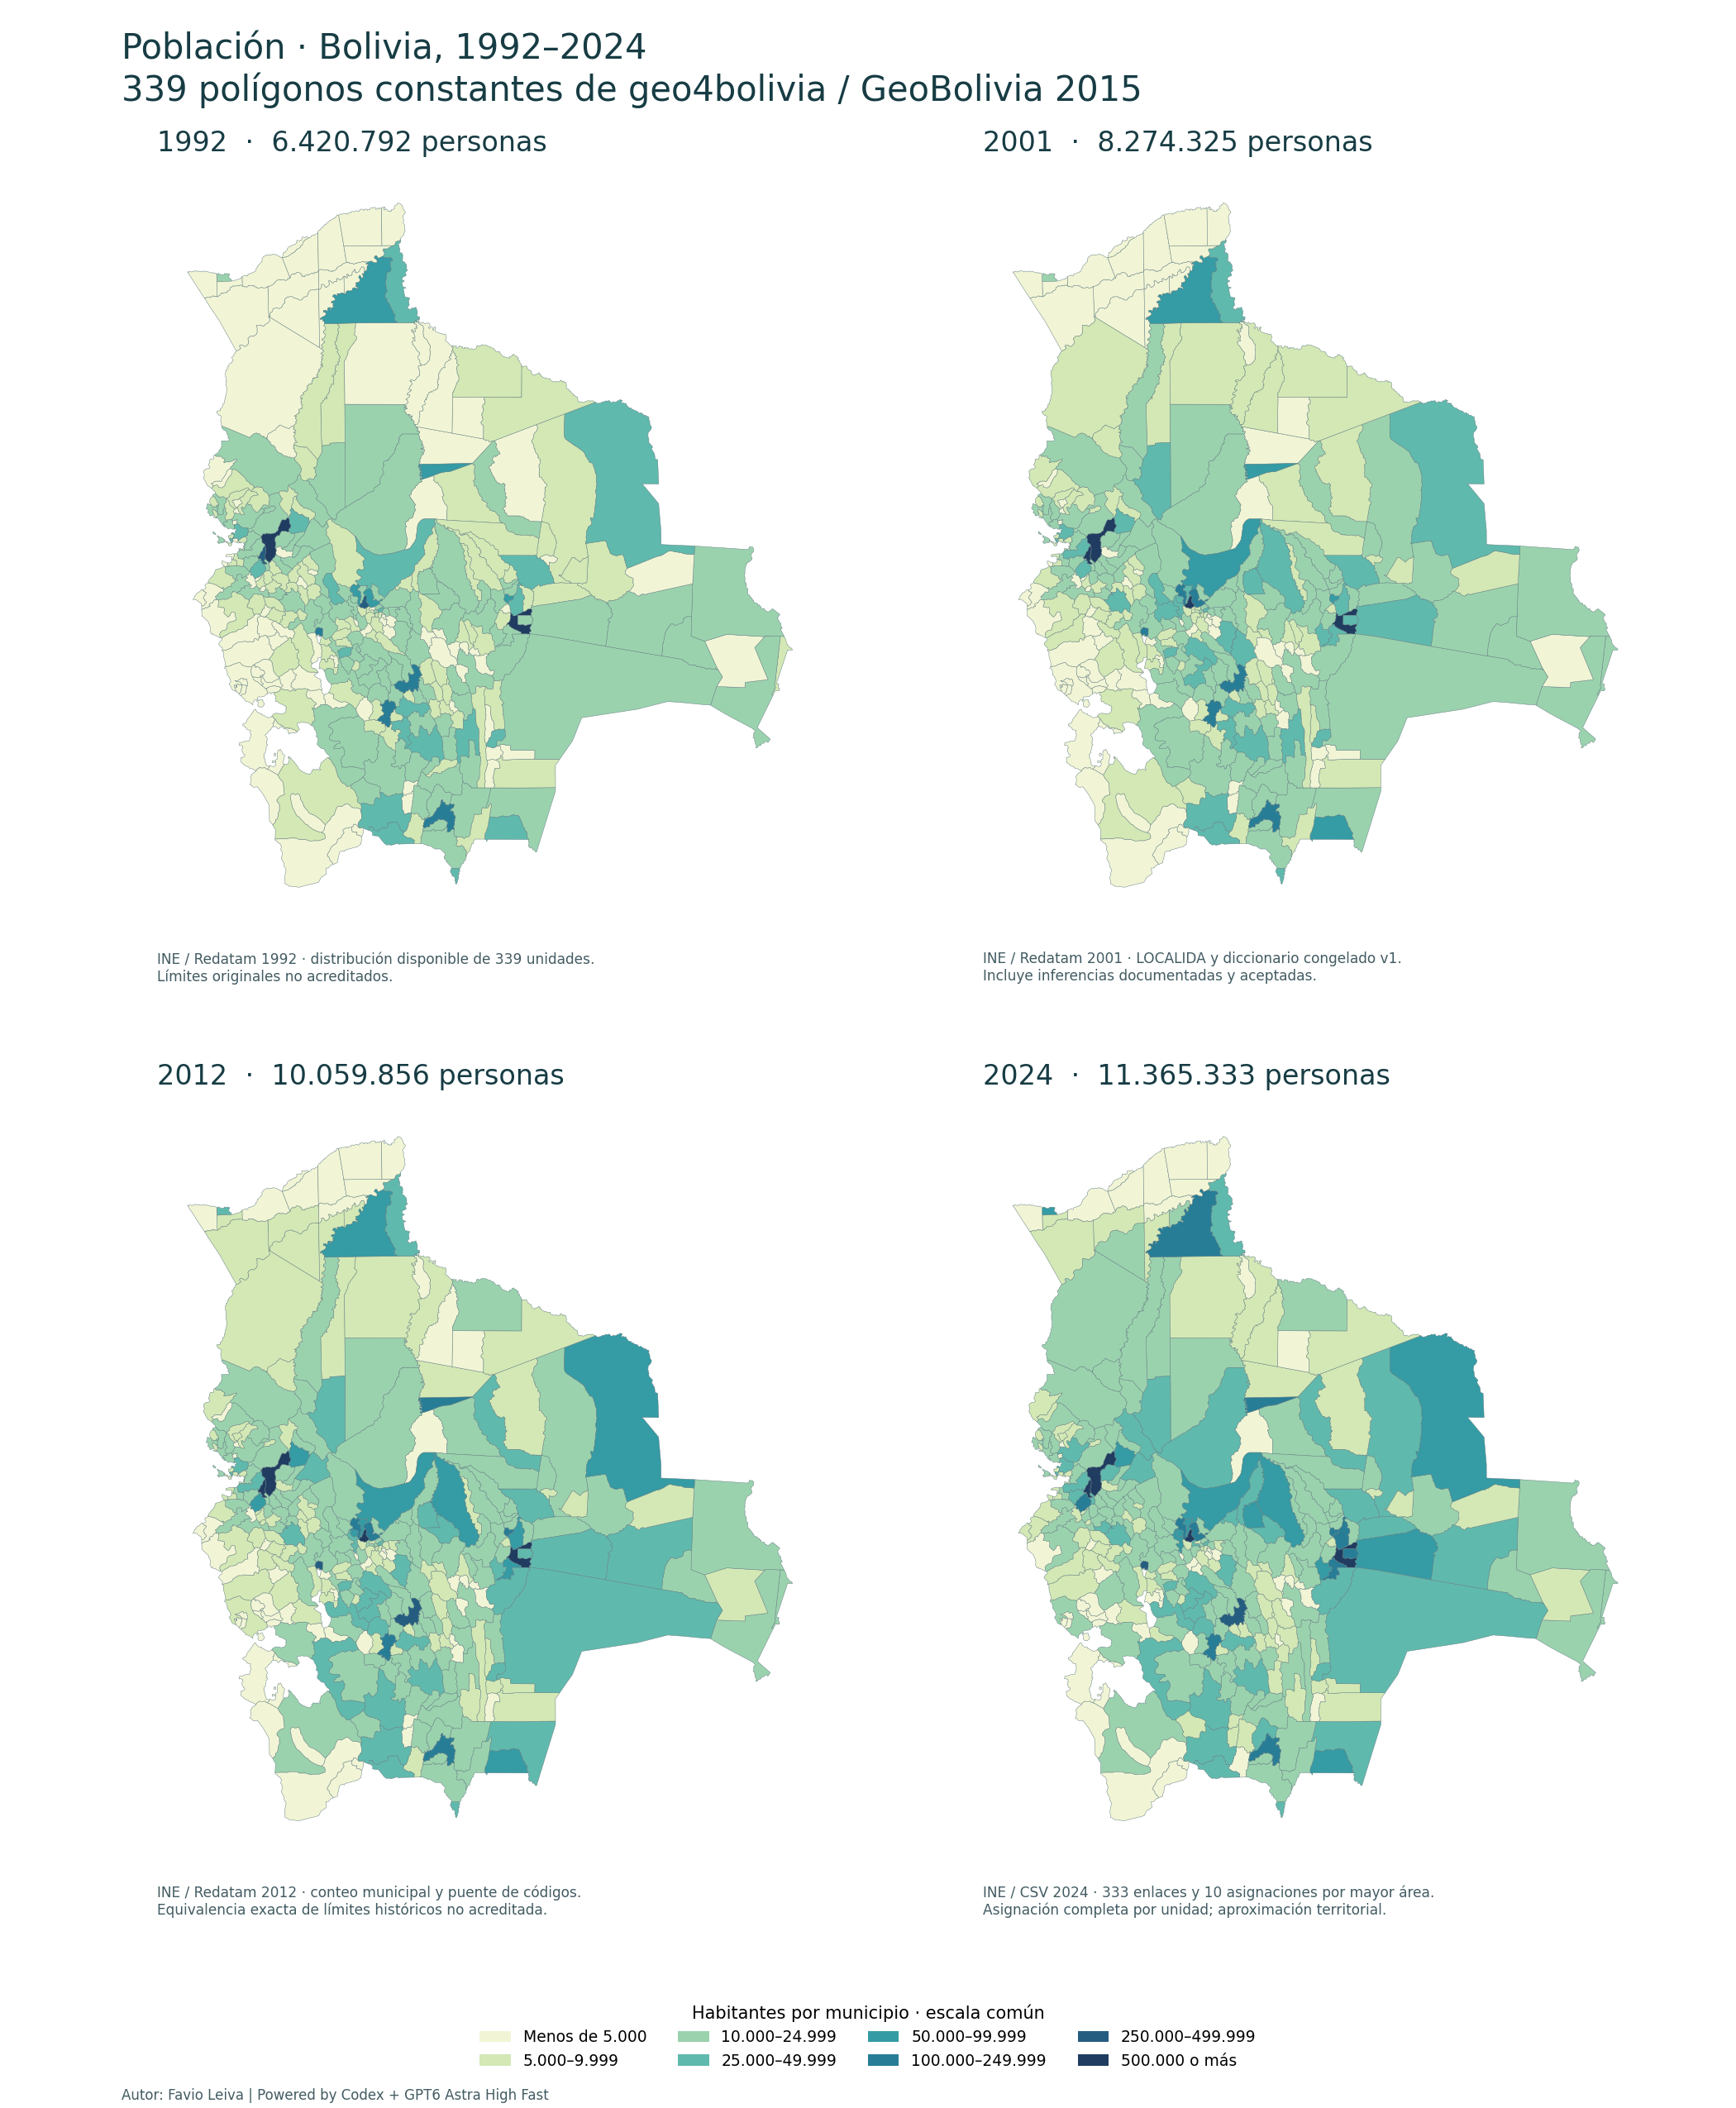 Población · Bolivia, 1992–2024
339 polígonos constantes de geo4bolivia / GeoBolivia 2015
1992 · 6.420.792 personas
2001 · 8.274.325 personas
INE / Redatam 1992 · distribución disponible de 339 unidades.
Límites originales no acreditados.
INE / Redatam 2001 · LOCALIDA y diccionario congelado v1.
Incluye inferencias documentadas y aceptadas.
2012 · 10.059.856 personas
2024 · 11.365.333 personas
INE / Redatam 2012 · conteo municipal y puente de códigos.
Equivalencia exacta de límites históricos no acreditada.
INE / CSV 2024 · 333 enlaces y 10 asignaciones por mayor área.
Asignación completa por unidad; aproximación territorial.
Habitantes por municipio · escala común
Menos de 5.000
5.000–9.999
10.000–24.999
25.000–49.999
50.000–99.999
100.000–249.999
250.000–499.999
500.000 o más
Autor: Favio Leiva | Powered by Codex + GPT6 Astra High Fast